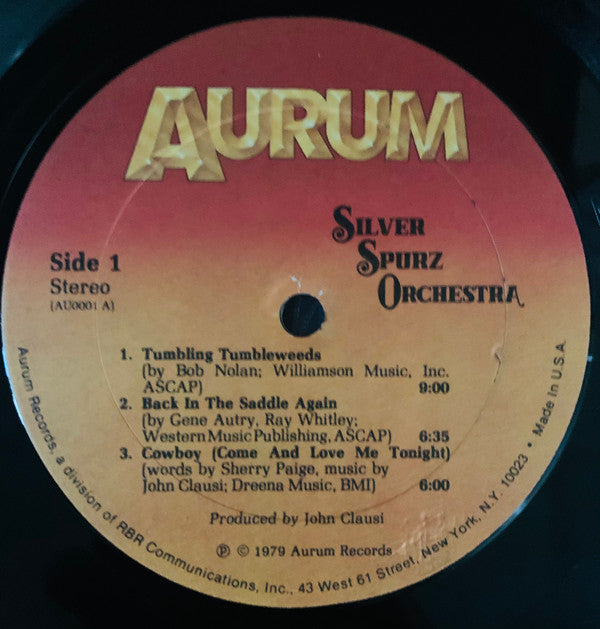 AURUM
SILVER
SPURZ
ORCHESTRA
Side 1
Stereo
(AU0001 A)
1. Tumbling Tumbleweeds
(by Bob Nolan; Williamson Music, Inc.
ASCAP) 9:00
2. Back In The Saddle Again
(by Gene Autry, Ray Whitley;
Western Music Publishing, ASCAP) 6:35
3. Cowboy (Come And Love Me Tonight)
(words by Sherry Paige, music by
John Clausi; Dreena Music, BMI) 6:00
Produced by John Clausi
℗ © 1979 Aurum Records
Aurum Records, a division of RBR Communications, Inc., 43 West 61 Street, New York, N.Y. 10023 • Made In U.S.A.